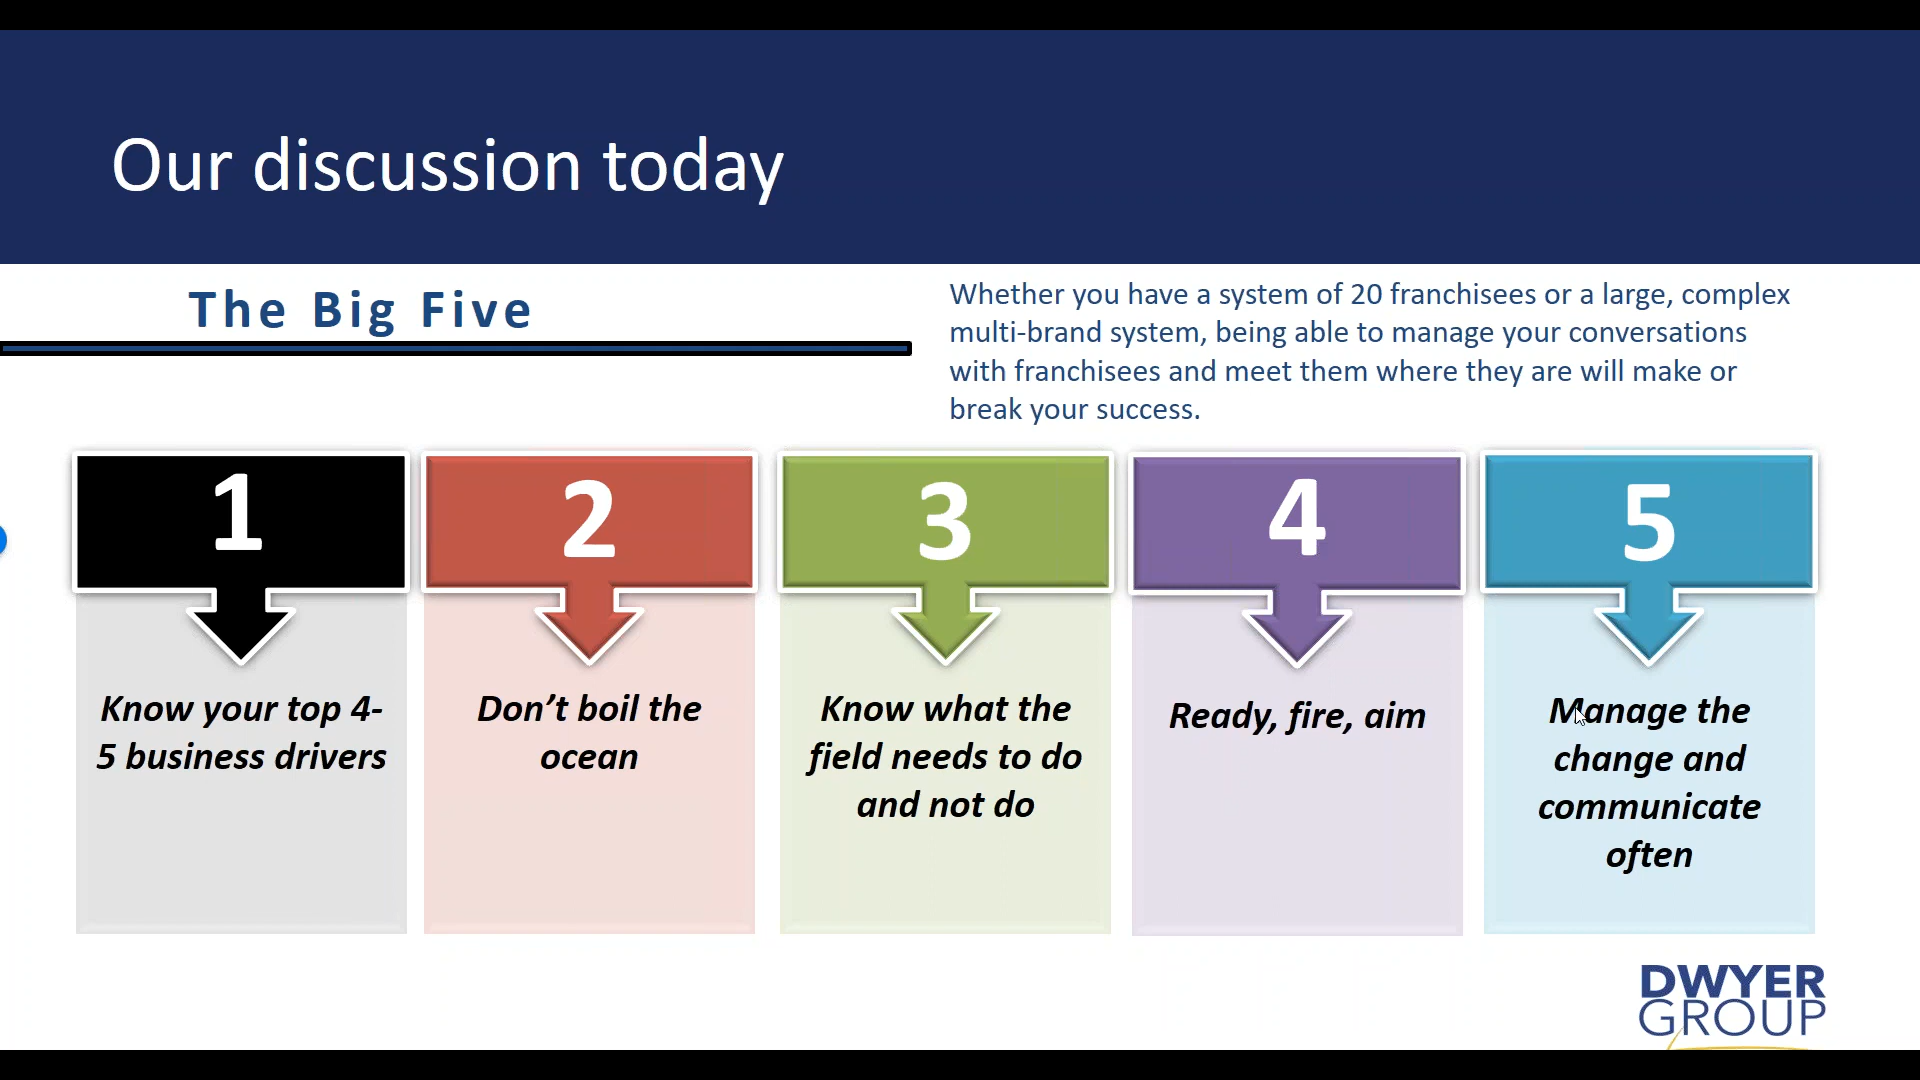 Our discussion today
The Big Five
Whether you have a system of 20 franchisees or a large, complex
multi-brand system, being able to manage your conversations
with franchisees and meet them where they are will make or
break your success.
1
Know your top 4-
5 business drivers
2
Don’t boil the
ocean
3
Know what the
field needs to do
and not do
4
Ready, fire, aim
5
Manage the
change and
communicate
often
DWYER
GROUP